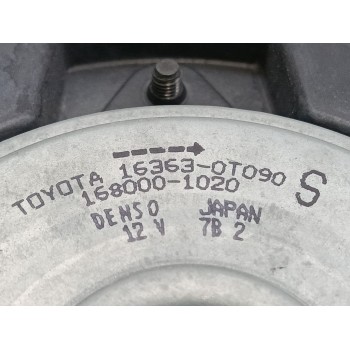 TOYOTA 16363-0T090 S
168000-1020
DENSO JAPAN
12 V 7B 2